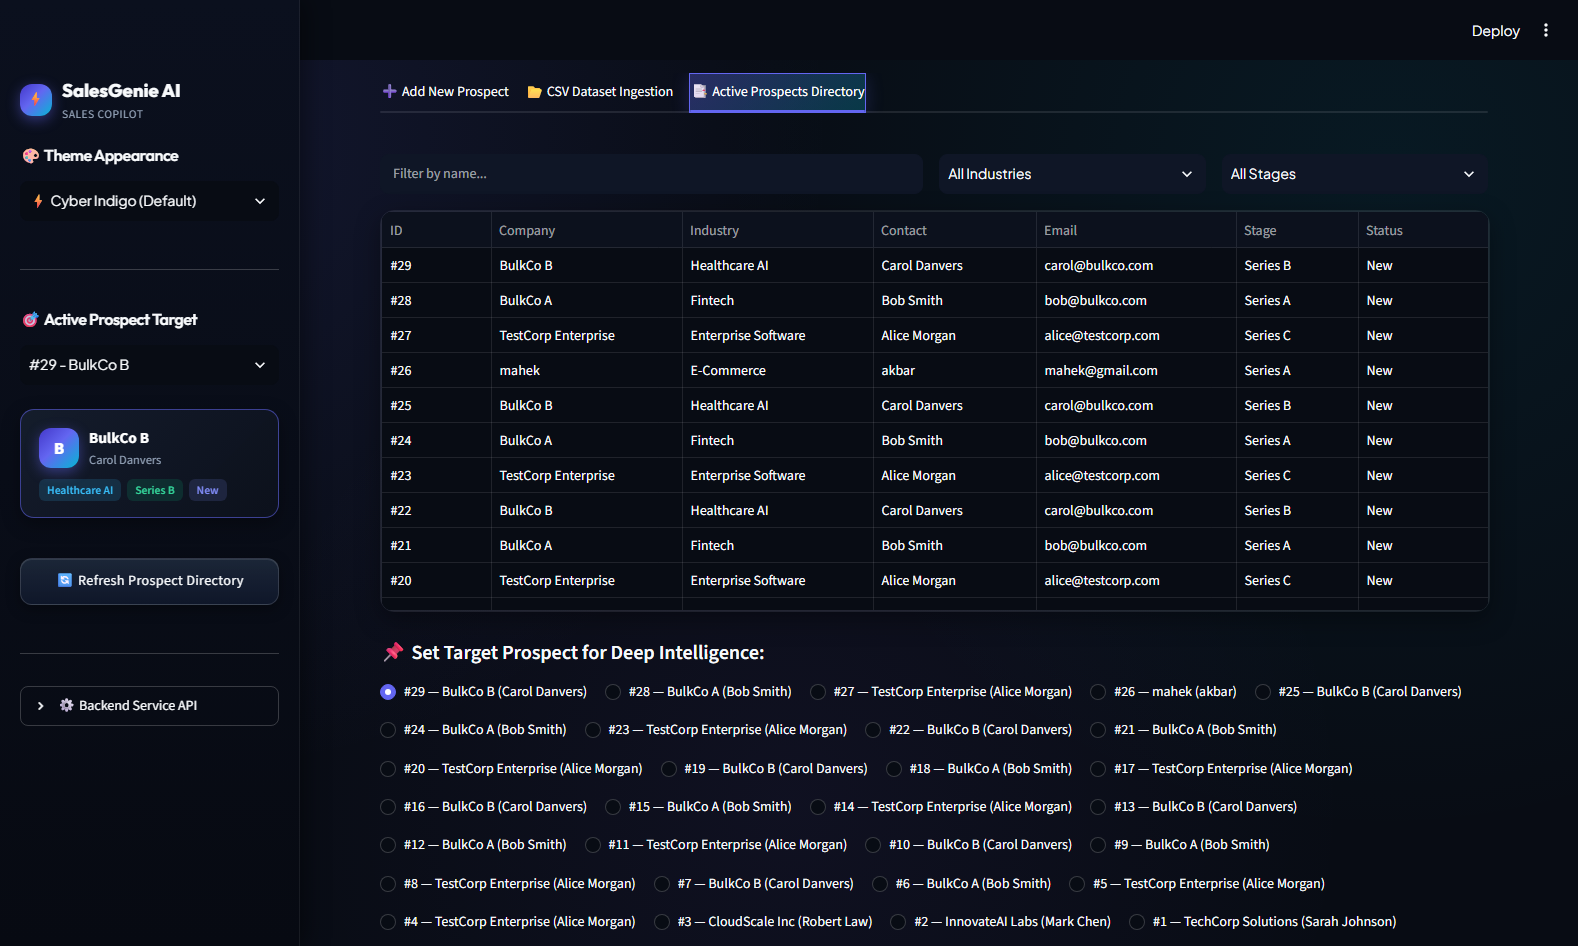 Deploy
SalesGenie AI
SALES COPILOT
Theme Appearance
Cyber Indigo (Default)
Active Prospect Target
#29 - BulkCo B
B
BulkCo B
Carol Danvers
Healthcare AI Series B New
Refresh Prospect Directory
Backend Service API
Add New Prospect CSV Dataset Ingestion Active Prospects Directory
Filter by name... All Industries All Stages
ID Company Industry Contact Email Stage Status
#29 BulkCo B Healthcare AI Carol Danvers carol@bulkco.com Series B New
#28 BulkCo A Fintech Bob Smith bob@bulkco.com Series A New
#27 TestCorp Enterprise Enterprise Software Alice Morgan alice@testcorp.com Series C New
#26 mahek E-Commerce akbar mahek@gmail.com Series A New
#25 BulkCo B Healthcare AI Carol Danvers carol@bulkco.com Series B New
#24 BulkCo A Fintech Bob Smith bob@bulkco.com Series A New
#23 TestCorp Enterprise Enterprise Software Alice Morgan alice@testcorp.com Series C New
#22 BulkCo B Healthcare AI Carol Danvers carol@bulkco.com Series B New
#21 BulkCo A Fintech Bob Smith bob@bulkco.com Series A New
#20 TestCorp Enterprise Enterprise Software Alice Morgan alice@testcorp.com Series C New
Set Target Prospect for Deep Intelligence:
#29 — BulkCo B (Carol Danvers) #28 — BulkCo A (Bob Smith) #27 — TestCorp Enterprise (Alice Morgan) #26 — mahek (akbar) #25 — BulkCo B (Carol Danvers)
#24 — BulkCo A (Bob Smith) #23 — TestCorp Enterprise (Alice Morgan) #22 — BulkCo B (Carol Danvers) #21 — BulkCo A (Bob Smith)
#20 — TestCorp Enterprise (Alice Morgan) #19 — BulkCo B (Carol Danvers) #18 — BulkCo A (Bob Smith) #17 — TestCorp Enterprise (Alice Morgan)
#16 — BulkCo B (Carol Danvers) #15 — BulkCo A (Bob Smith) #14 — TestCorp Enterprise (Alice Morgan) #13 — BulkCo B (Carol Danvers)
#12 — BulkCo A (Bob Smith) #11 — TestCorp Enterprise (Alice Morgan) #10 — BulkCo B (Carol Danvers) #9 — BulkCo A (Bob Smith)
#8 — TestCorp Enterprise (Alice Morgan) #7 — BulkCo B (Carol Danvers) #6 — BulkCo A (Bob Smith) #5 — TestCorp Enterprise (Alice Morgan)
#4 — TestCorp Enterprise (Alice Morgan) #3 — CloudScale Inc (Robert Law) #2 — InnovateAI Labs (Mark Chen) #1 — TechCorp Solutions (Sarah Johnson)